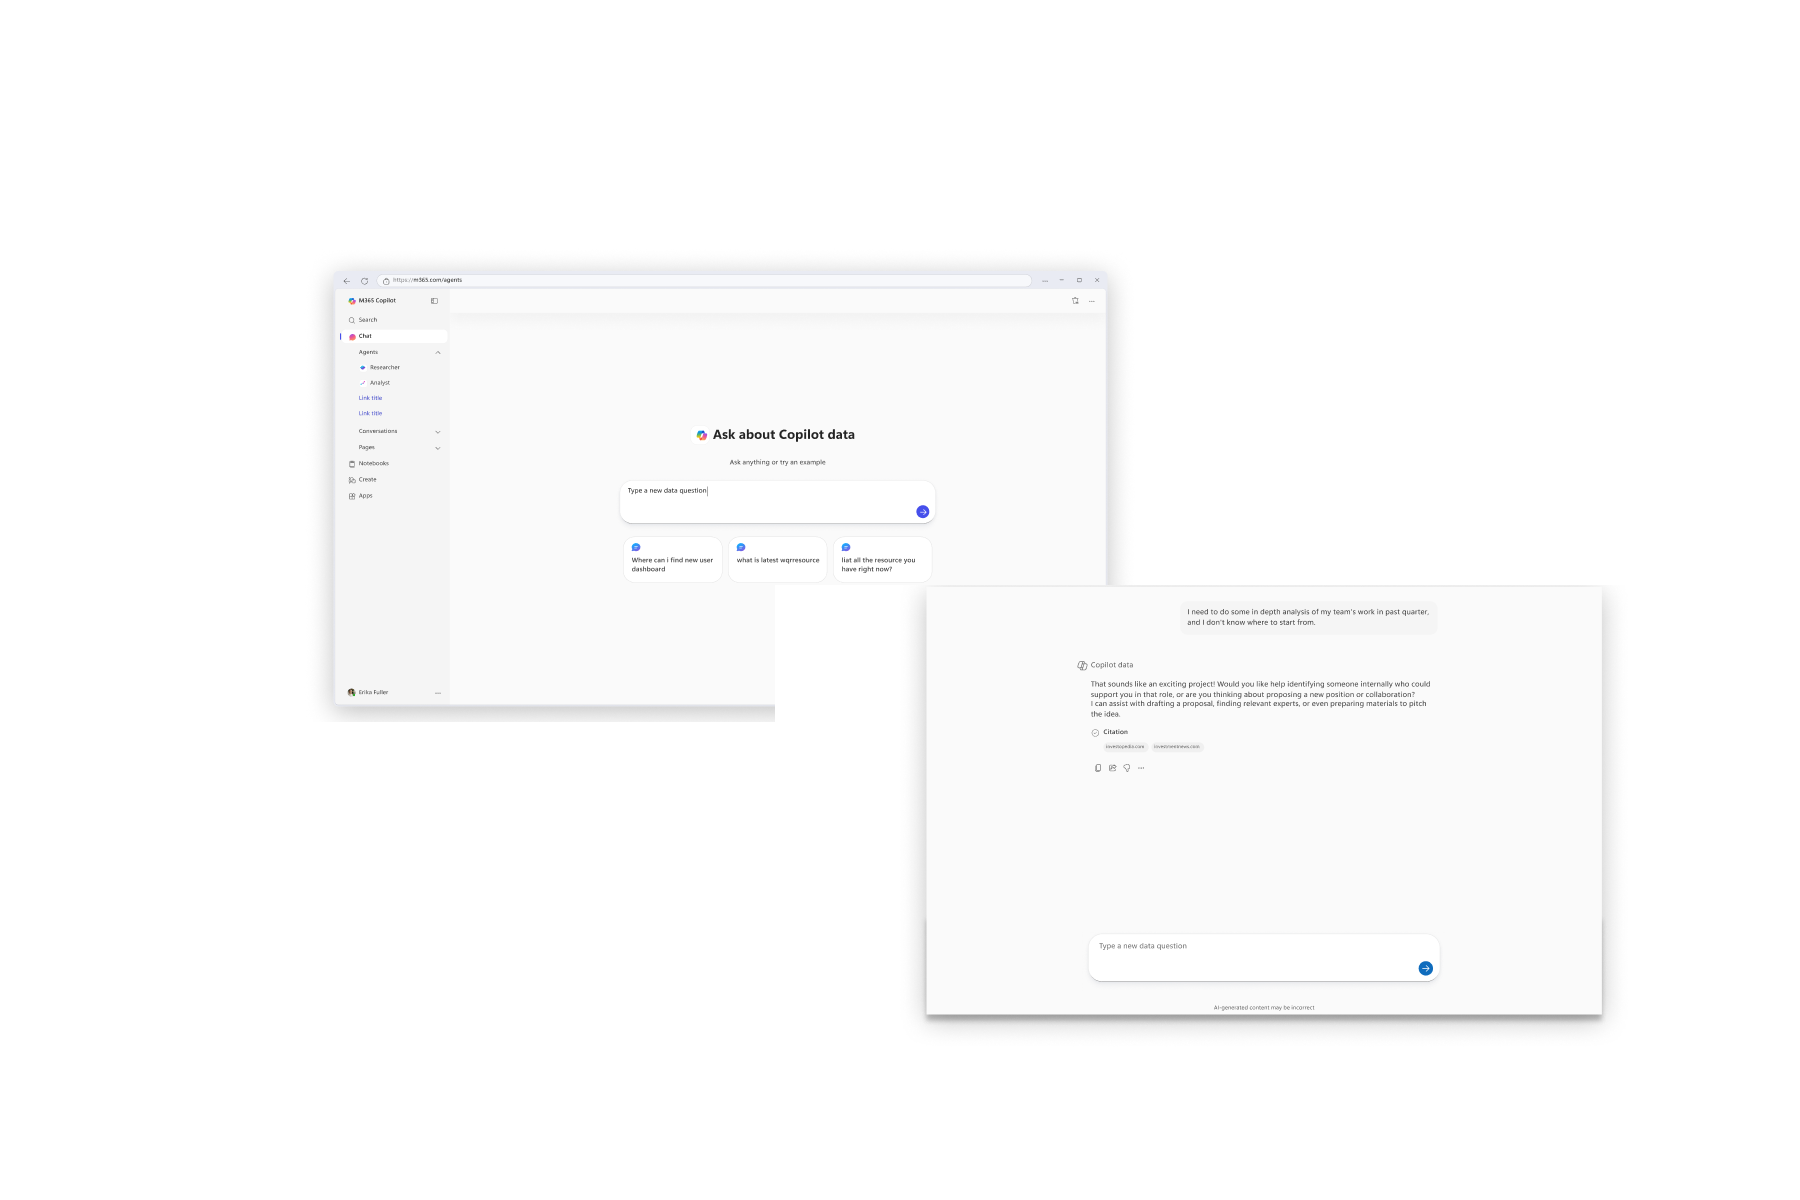 https://m365.com/agents
M365 Copilot
Search
Chat
Agents
Researcher
Analyst
Link title
Link title
Conversations
Pages
Notebooks
Create
Apps
Erika Fuller
Ask about Copilot data
Ask anything or try an example
Type a new data question
Where can i find new user
dashboard
what is latest wqrresource
liat all the resource you
have right now?
I need to do some in depth analysis of my team's work in past quarter,
and I don't know where to start from.
Copilot data
That sounds like an exciting project! Would you like help identifying someone internally who could
support you in that role, or are you thinking about proposing a new position or collaboration?
I can assist with drafting a proposal, finding relevant experts, or even preparing materials to pitch
the idea.
Citation
investopedia.com
investmentnews.com
Type a new data question
AI-generated content may be incorrect